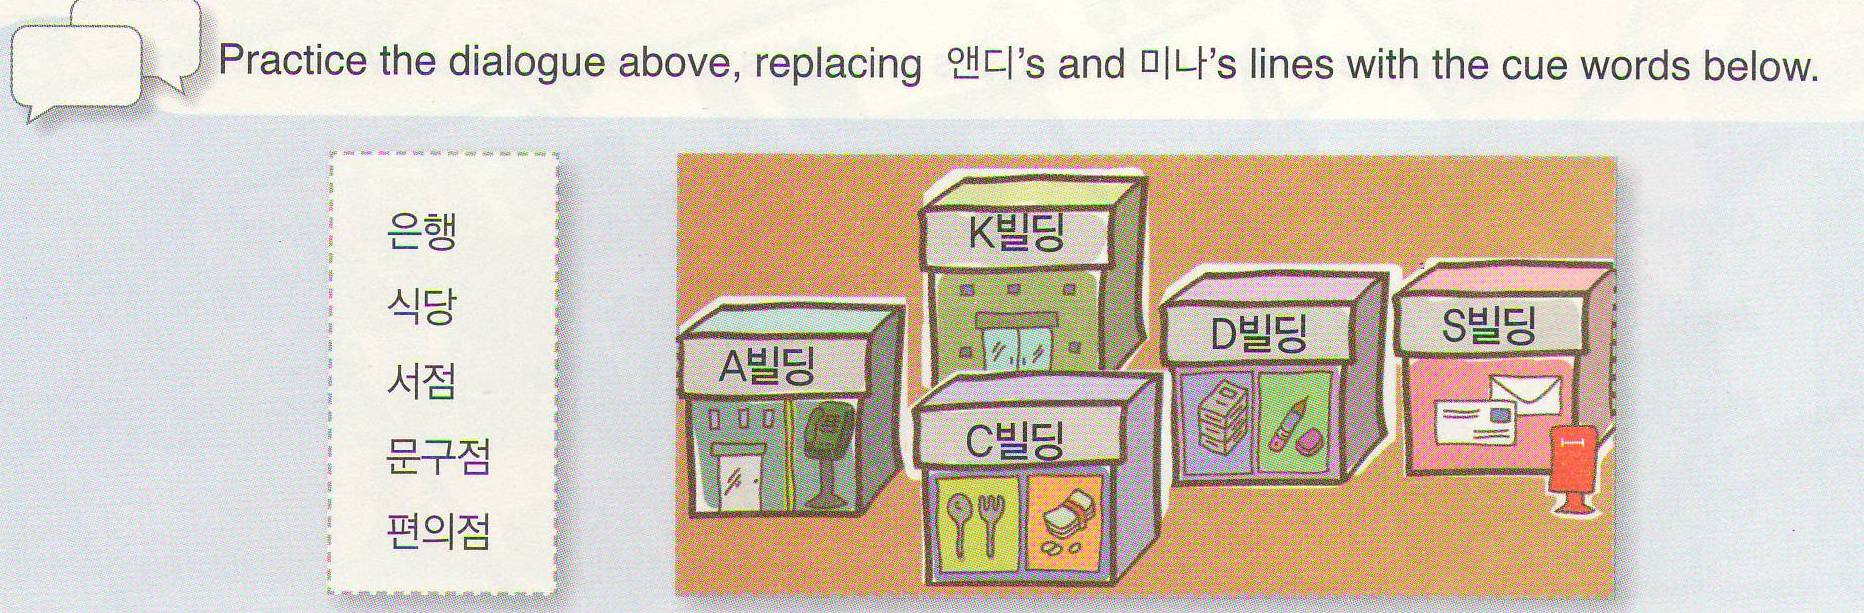 Practice the dialogue above, replacing 앤디's and 미나's lines with the cue words below.
은행
식당
서점
문구점
편의점
K빌딩
A빌딩
D빌딩
S빌딩
C빌딩